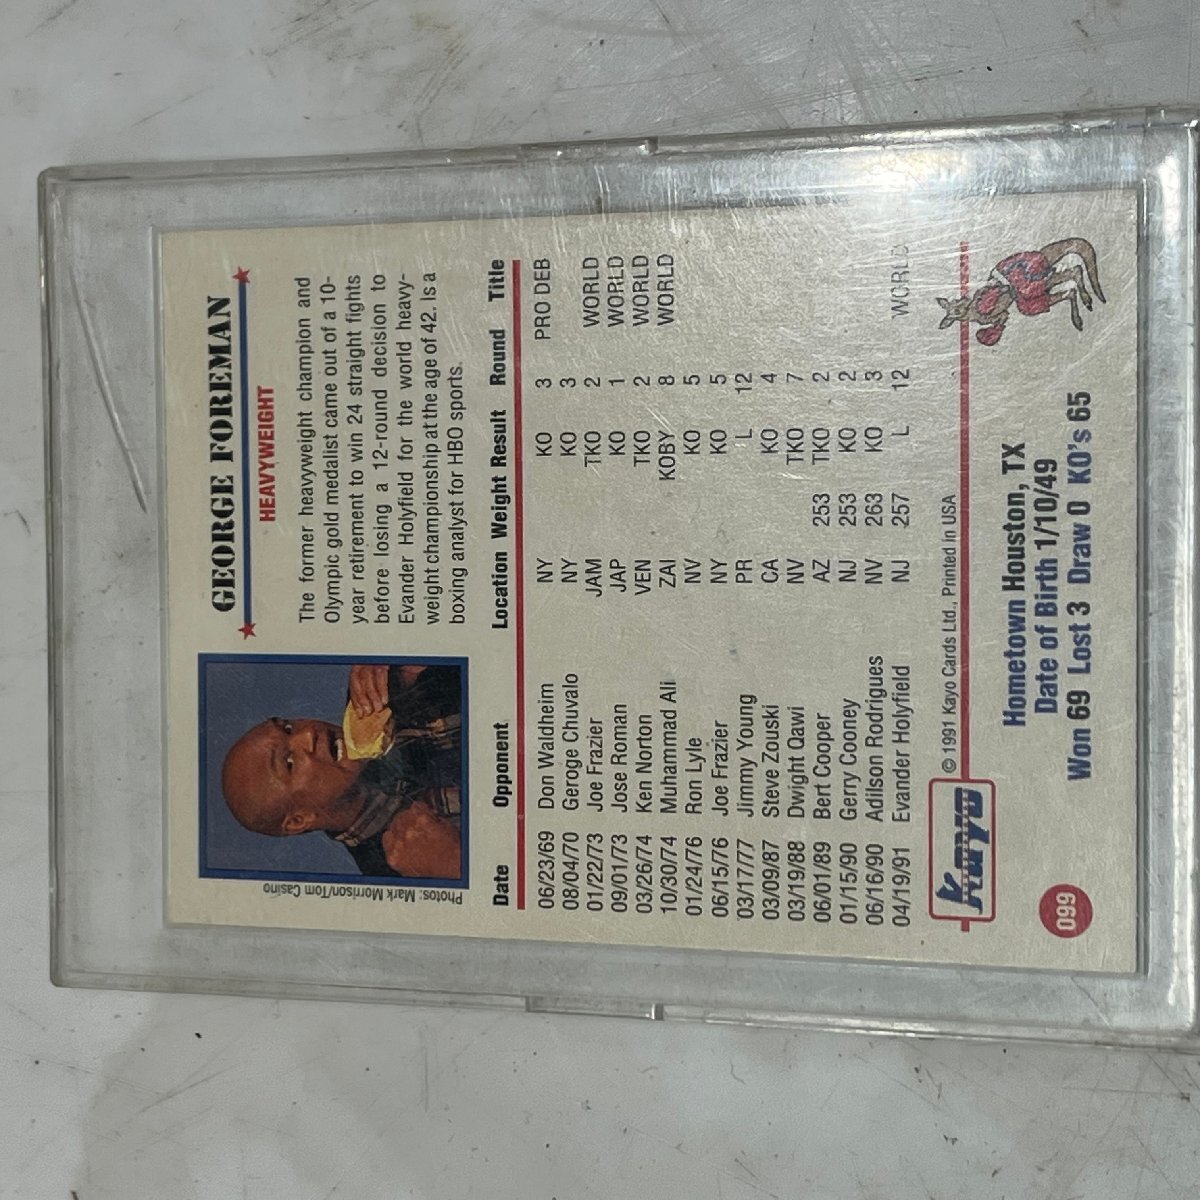 GEORGE FOREMAN
HEAVYWEIGHT
The former heavyweight champion and
Olympic gold medalist came out of a 10-
year retirement to win 24 straight fights
before losing a 12-round decision to
Evander Holyfield for the world heavy-
weight championship at the age of 42. Is a
boxing analyst for HBO sports.
Photos: Mark Morrison/Tom Casino
Date Opponent Location Weight Result Round Title
06/23/69 Don Waldheim NY KO 3 PRO DEB
08/04/70 Geroge Chuvalo NY KO 3
01/22/73 Joe Frazier JAM TKO 2 WORLD
09/01/73 Jose Roman JAP KO 1 WORLD
03/26/74 Ken Norton VEN TKO 2 WORLD
10/30/74 Muhammad Ali ZAI KOBY 8 WORLD
01/24/76 Ron Lyle NV KO 5
06/15/76 Joe Frazier NY KO 5
03/17/77 Jimmy Young PR L 12
03/09/87 Steve Zouski CA KO 4
03/19/88 Dwight Qawi NV TKO 7
06/01/89 Bert Cooper AZ 253 TKO 2
01/15/90 Gerry Cooney NJ 253 KO 2
06/16/90 Adilson Rodrigues NV 263 KO 3
04/19/91 Evander Holyfield NJ 257 L 12 WORLD
Kayo
© 1991 Kayo Cards Ltd., Printed in USA
Hometown Houston, TX
Date of Birth 1/10/49
Won 69 Lost 3 Draw 0 KO's 65
099